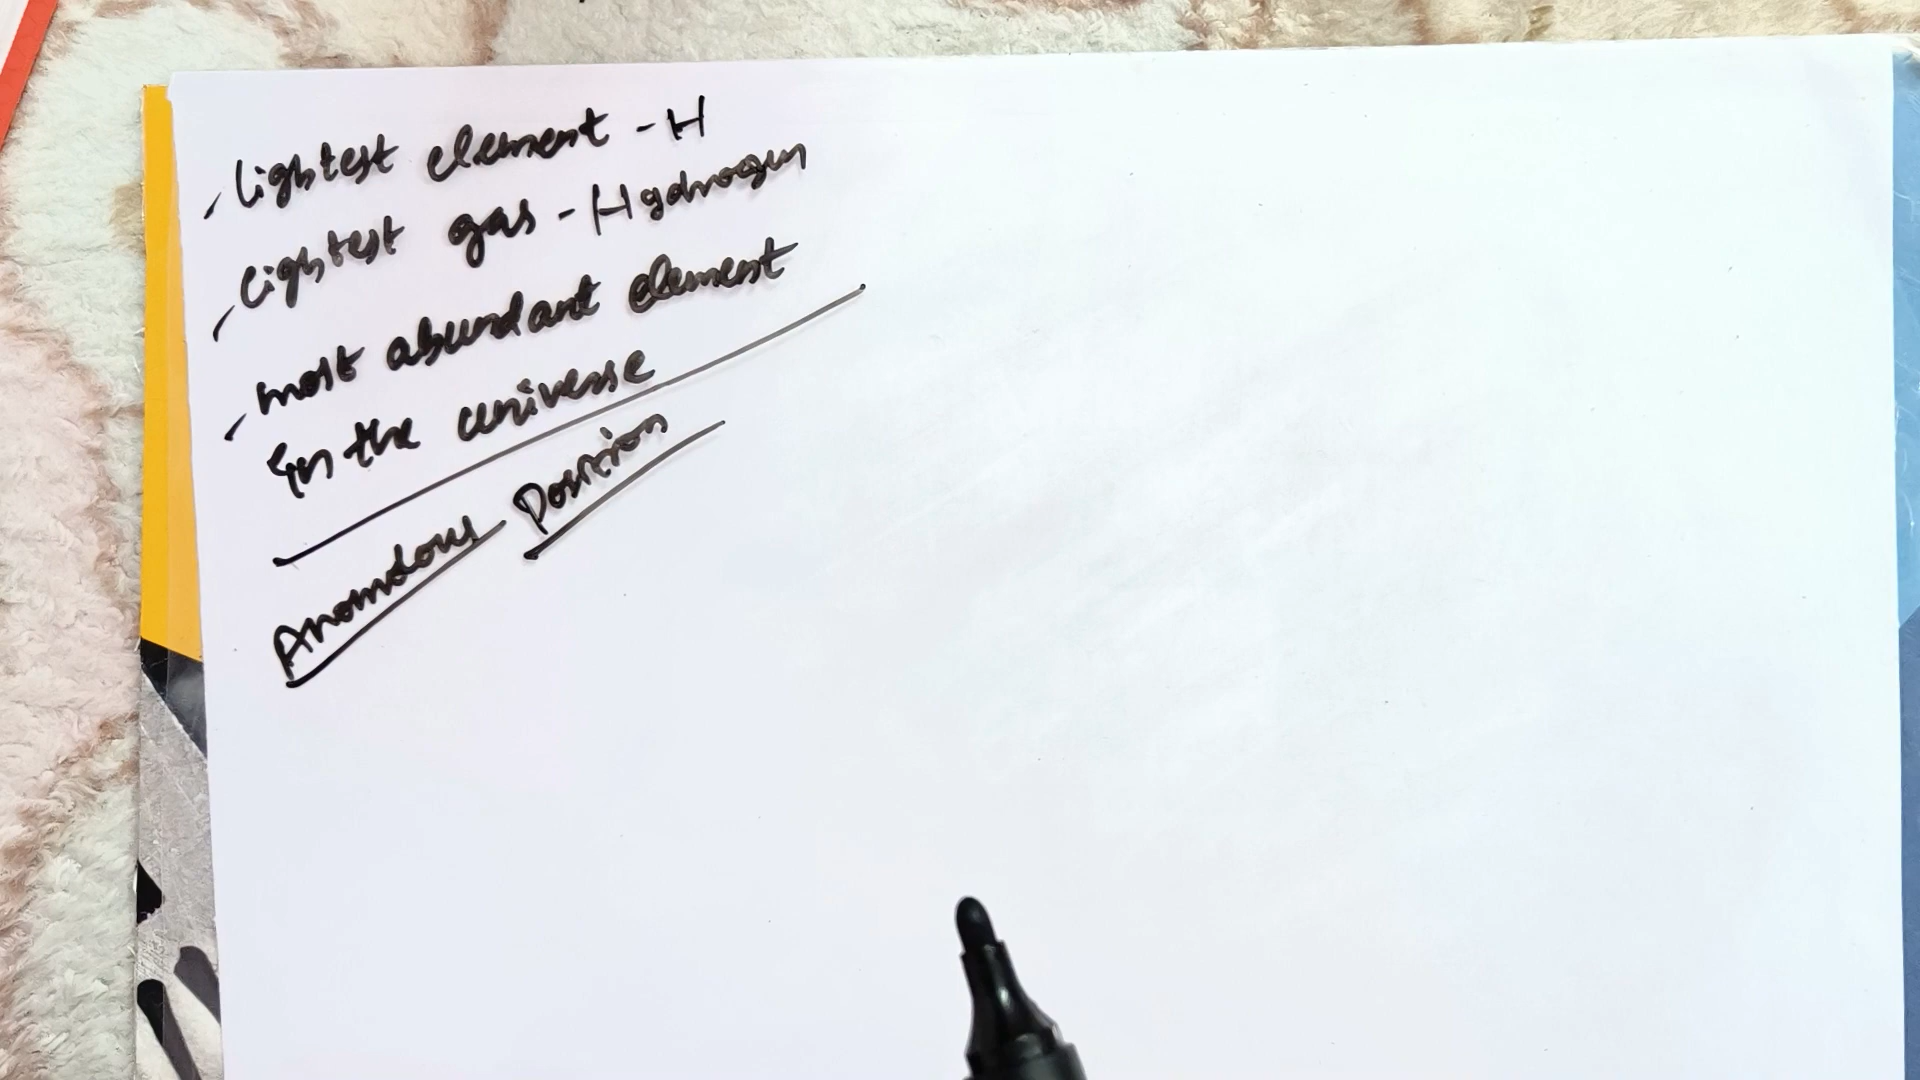 lightest element - H
lightest gas - Hydrogen
most abundant element
in the universe
Anomalous Position